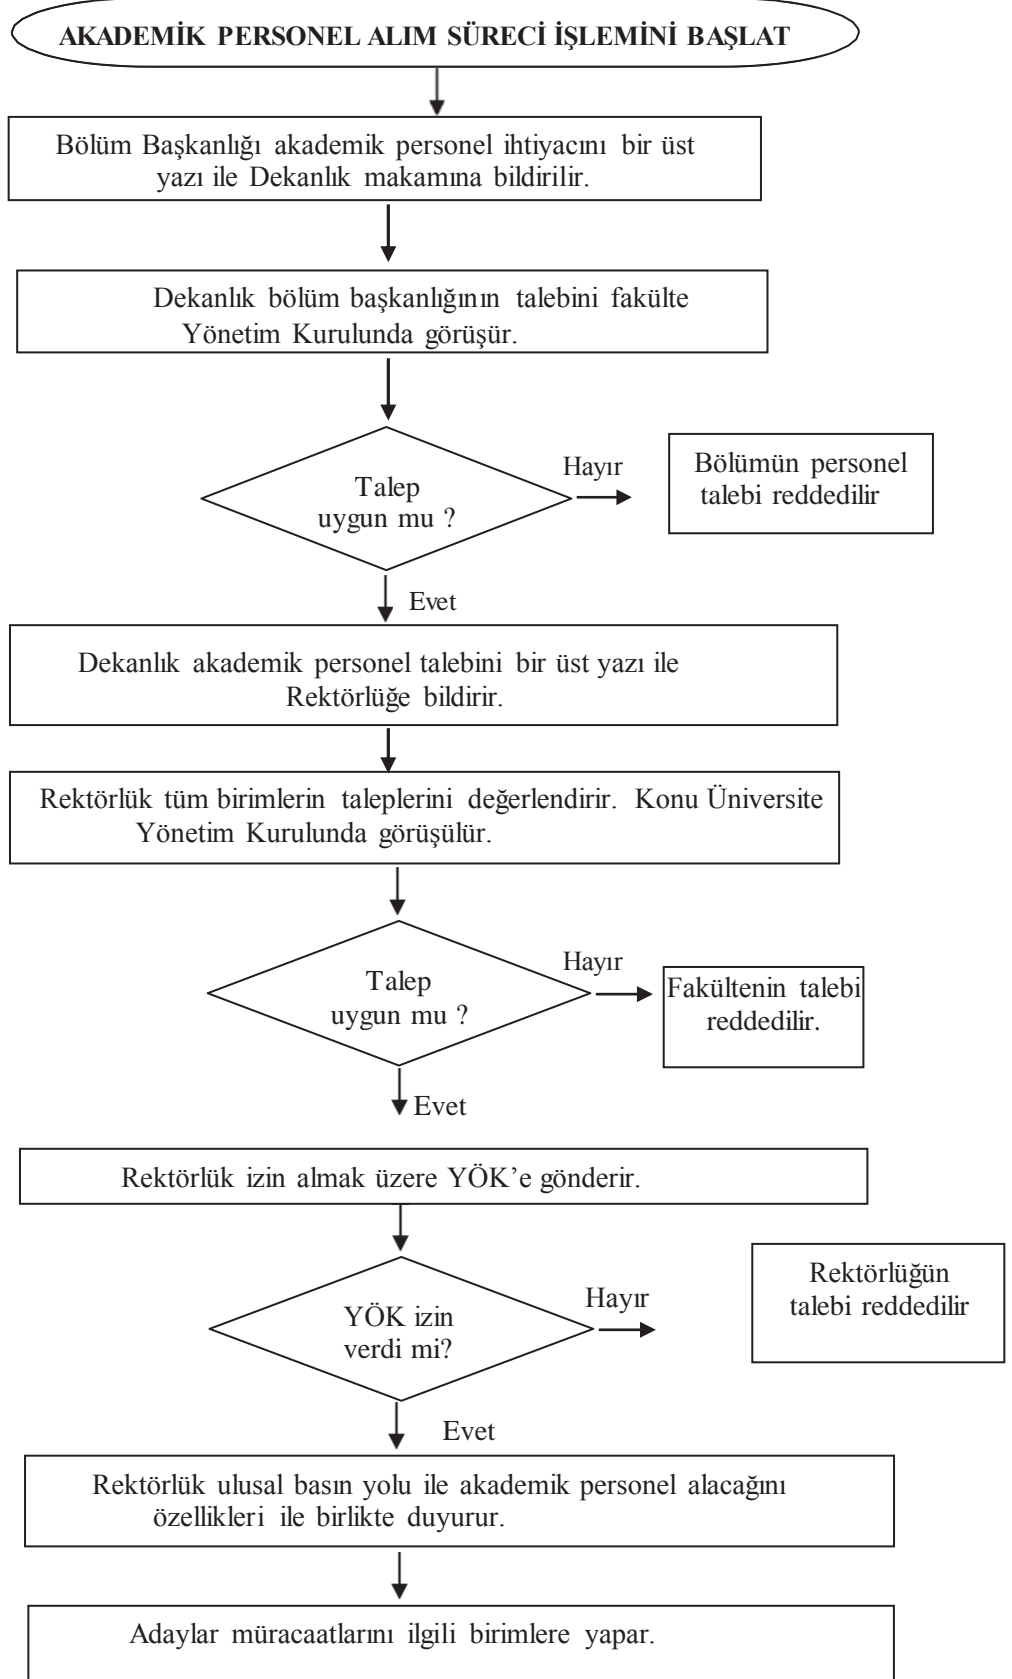 AKADEMİK PERSONEL ALIM SÜRECİ İŞLEMİNİ BAŞLAT
Bölüm Başkanlığı akademik personel ihtiyacını bir üst
yazı ile Dekanlık makamına bildirilir.
Dekanlık bölüm başkanlığının talebini fakülte
Yönetim Kurulunda görüşür.
Talep
uygun mu ?
Hayır
Bölümün personel
talebi reddedilir
Evet
Dekanlık akademik personel talebini bir üst yazı ile
Rektörlüğe bildirir.
Rektörlük tüm birimlerin taleplerini değerlendirir. Konu Üniversite
Yönetim Kurulunda görüşülür.
Talep
uygun mu ?
Hayır
Fakültenin talebi
reddedilir.
Evet
Rektörlük izin almak üzere YÖK’e gönderir.
YÖK izin
verdi mi?
Hayır
Rektörlüğün
talebi reddedilir
Evet
Rektörlük ulusal basın yolu ile akademik personel alacağını
özellikleri ile birlikte duyurur.
Adaylar müracaatlarını ilgili birimlere yapar.